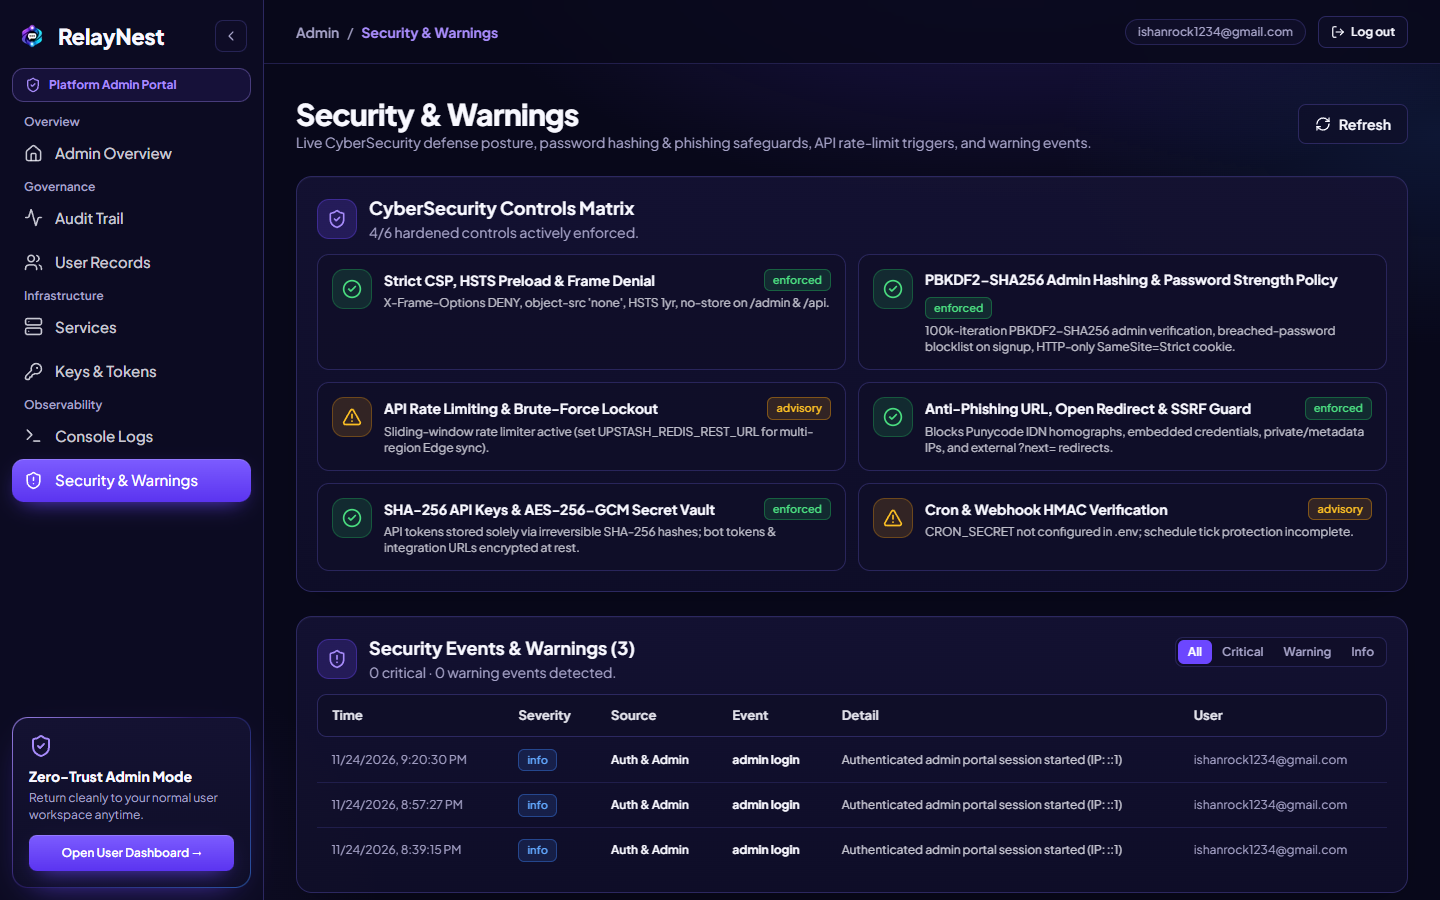 RelayNest
Platform Admin Portal
Overview
Admin Overview
Governance
Audit Trail
User Records
Infrastructure
Services
Keys & Tokens
Observability
Console Logs
Security & Warnings
Zero-Trust Admin Mode
Return cleanly to your normal user
workspace anytime.
Open User Dashboard →
Admin / Security & Warnings
ishanrock1234@gmail.com
Log out
Security & Warnings
Live CyberSecurity defense posture, password hashing & phishing safeguards, API rate-limit triggers, and warning events.
Refresh
CyberSecurity Controls Matrix
4/6 hardened controls actively enforced.
Strict CSP, HSTS Preload & Frame Denial enforced
X-Frame-Options DENY, object-src 'none', HSTS 1yr, no-store on /admin & /api.
PBKDF2-SHA256 Admin Hashing & Password Strength Policy
enforced
100k-iteration PBKDF2-SHA256 admin verification, breached-password
blocklist on signup, HTTP-only SameSite=Strict cookie.
API Rate Limiting & Brute-Force Lockout advisory
Sliding-window rate limiter active (set UPSTASH_REDIS_REST_URL for multi-
region Edge sync).
Anti-Phishing URL, Open Redirect & SSRF Guard enforced
Blocks Punycode IDN homographs, embedded credentials, private/metadata
IPs, and external ?next= redirects.
SHA-256 API Keys & AES-256-GCM Secret Vault enforced
API tokens stored solely via irreversible SHA-256 hashes; bot tokens &
integration URLs encrypted at rest.
Cron & Webhook HMAC Verification advisory
CRON_SECRET not configured in .env; schedule tick protection incomplete.
Security Events & Warnings (3)
0 critical · 0 warning events detected.
All Critical Warning Info
Time Severity Source Event Detail User
11/24/2026, 9:20:30 PM info Auth & Admin admin login Authenticated admin portal session started (IP: ::1) ishanrock1234@gmail.com
11/24/2026, 8:57:27 PM info Auth & Admin admin login Authenticated admin portal session started (IP: ::1) ishanrock1234@gmail.com
11/24/2026, 8:39:15 PM info Auth & Admin admin login Authenticated admin portal session started (IP: ::1) ishanrock1234@gmail.com